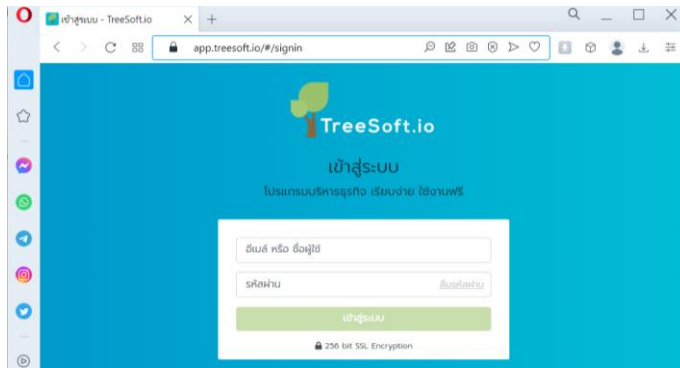 เข้าสู่ระบบ - TreeSoft.io
app.treesoft.io/#/signin
TreeSoft.io
เข้าสู่ระบบ
โปรแกรมบริหารธุรกิจ เรียบง่าย ใช้งานฟรี
อีเมล์ หรือ ชื่อผู้ใช้
รหัสผ่าน ลืมรหัสผ่าน
เข้าสู่ระบบ
256 bit SSL Encryption